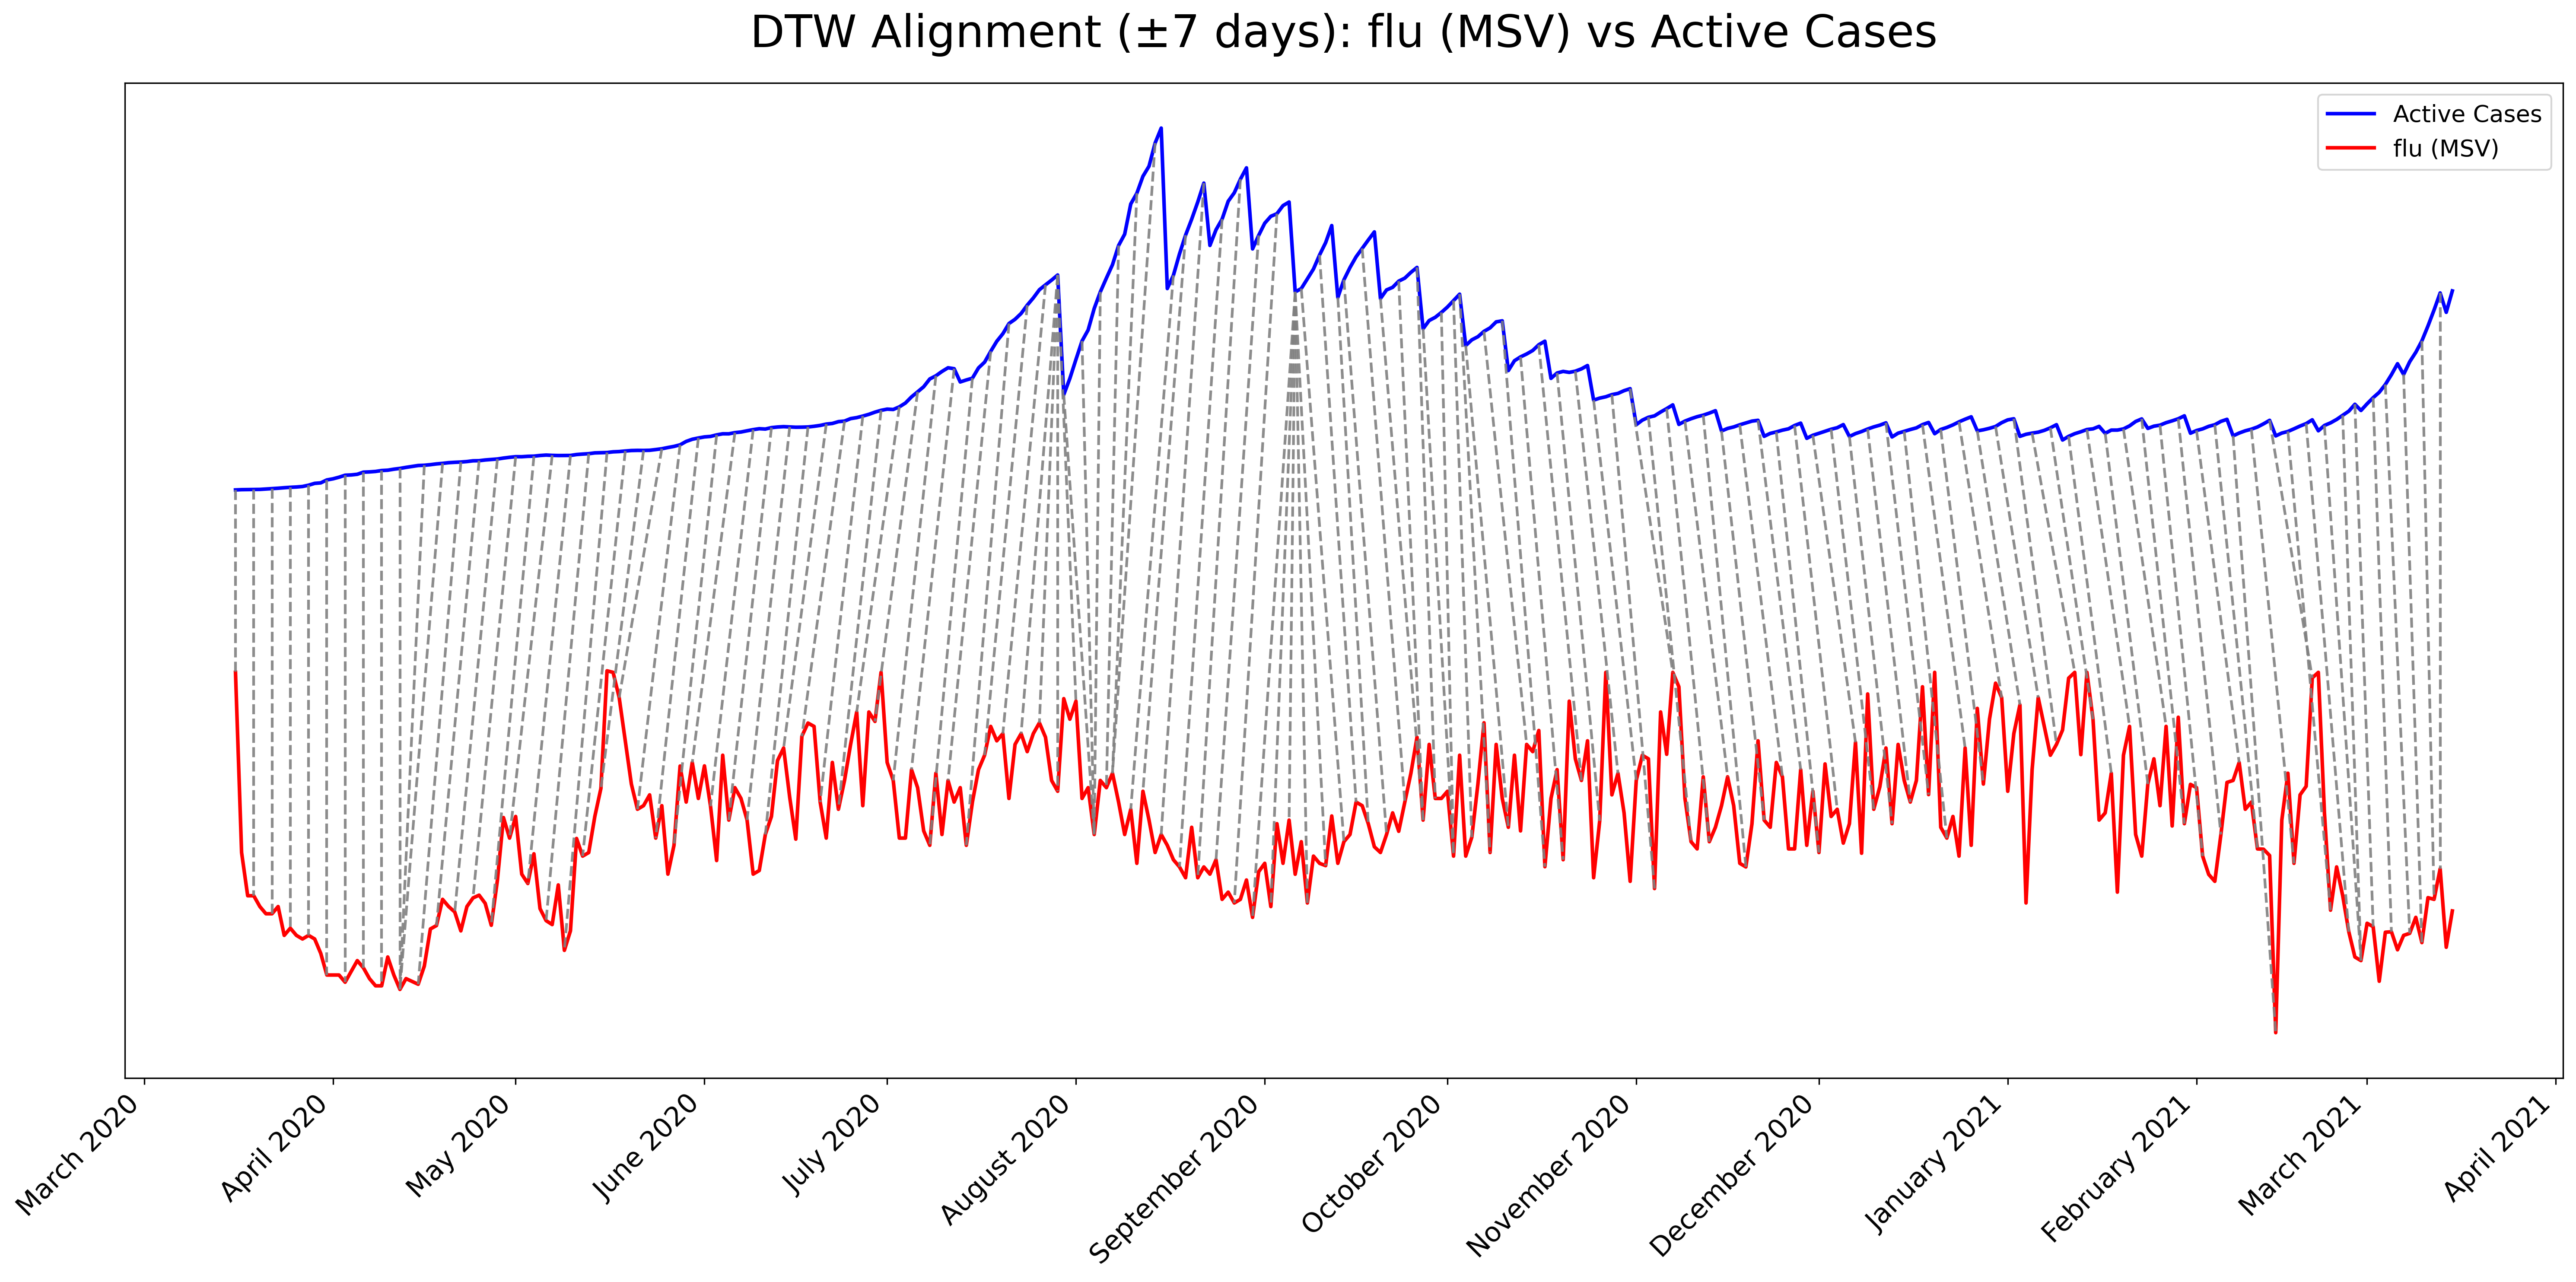 DTW Alignment (±7 days): flu (MSV) vs Active Cases
Active Cases
flu (MSV)
March 2020
April 2020
May 2020
June 2020
July 2020
August 2020
September 2020
October 2020
November 2020
December 2020
January 2021
February 2021
March 2021
April 2021